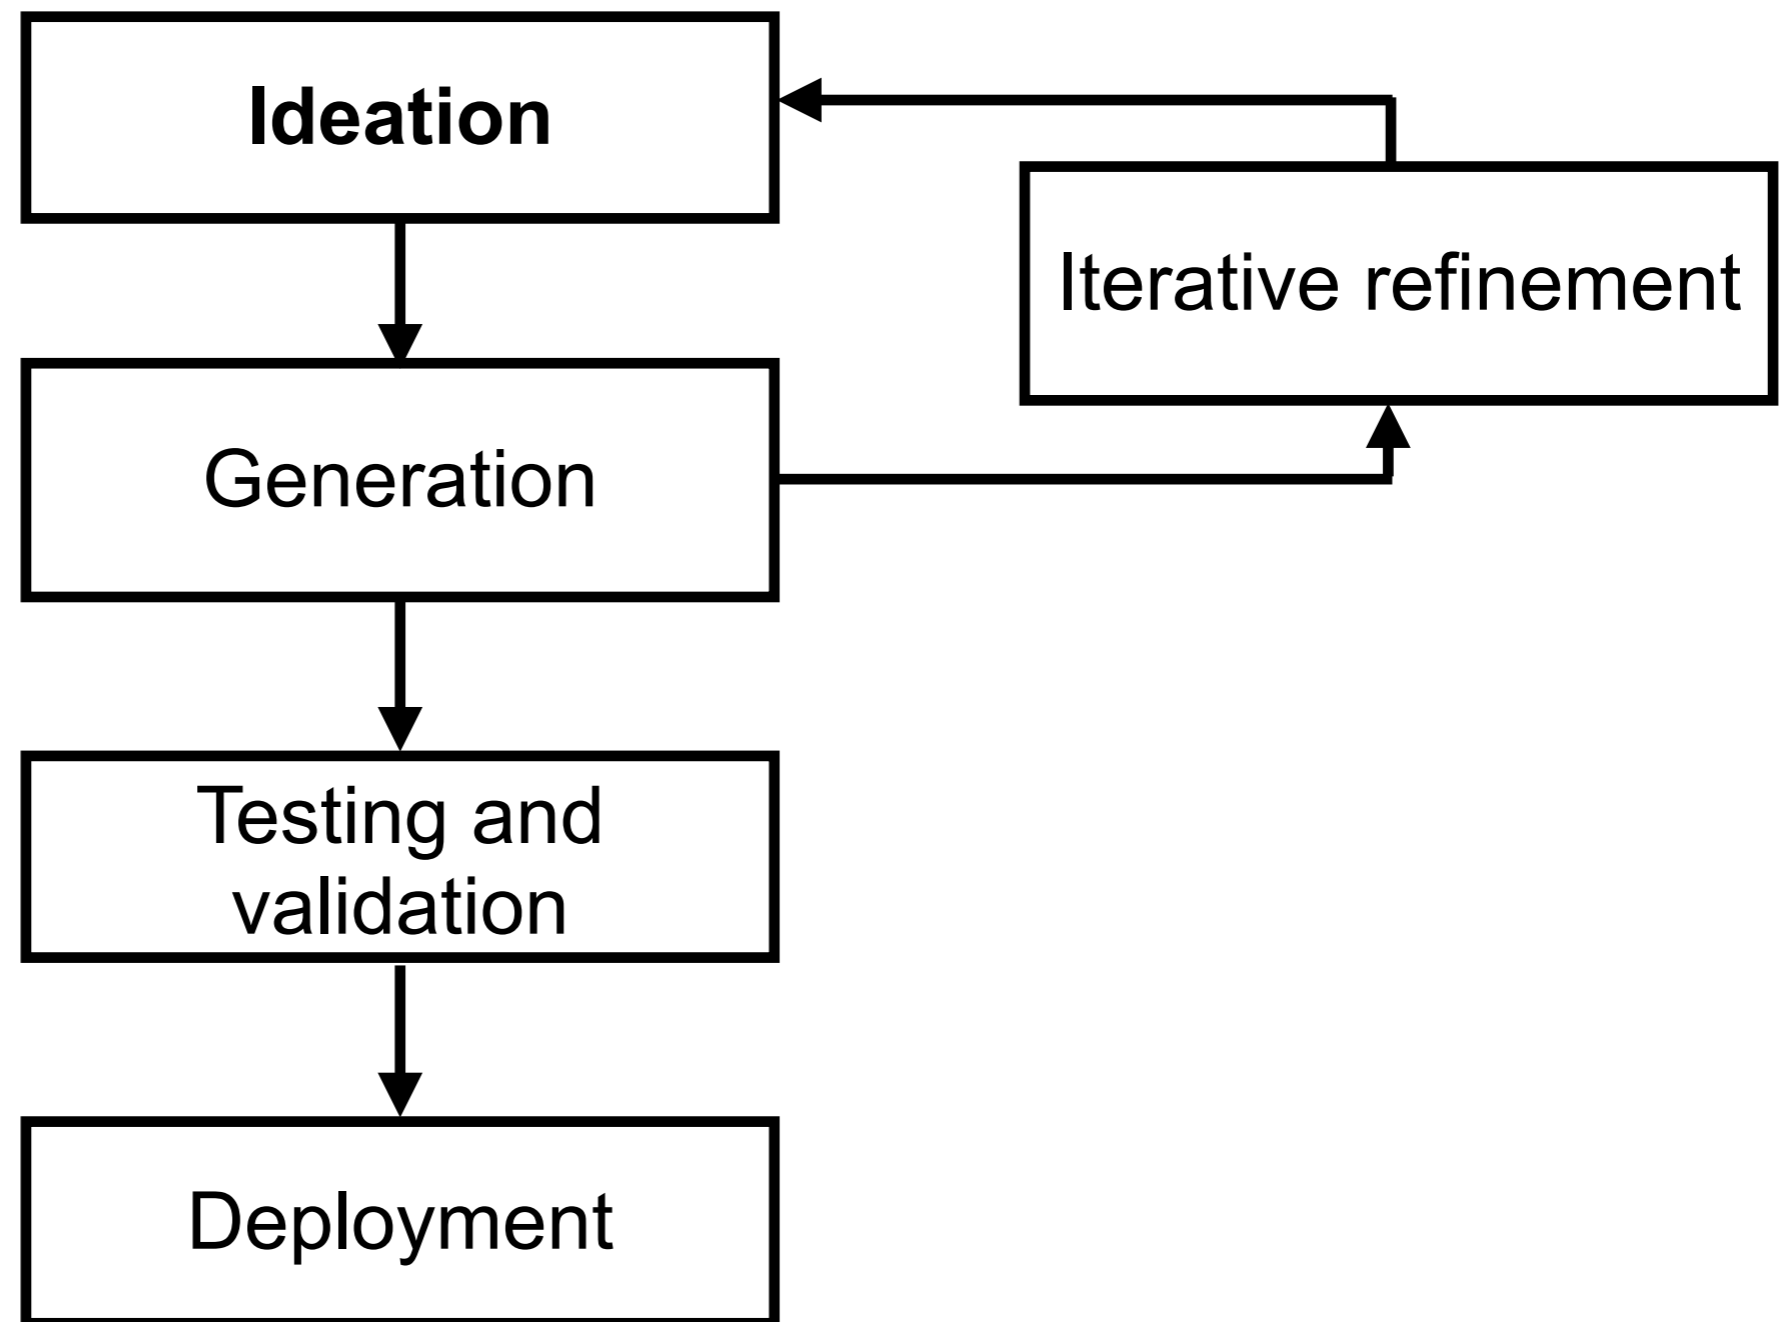 Ideation
Iterative refinement
Generation
Testing and
validation
Deployment